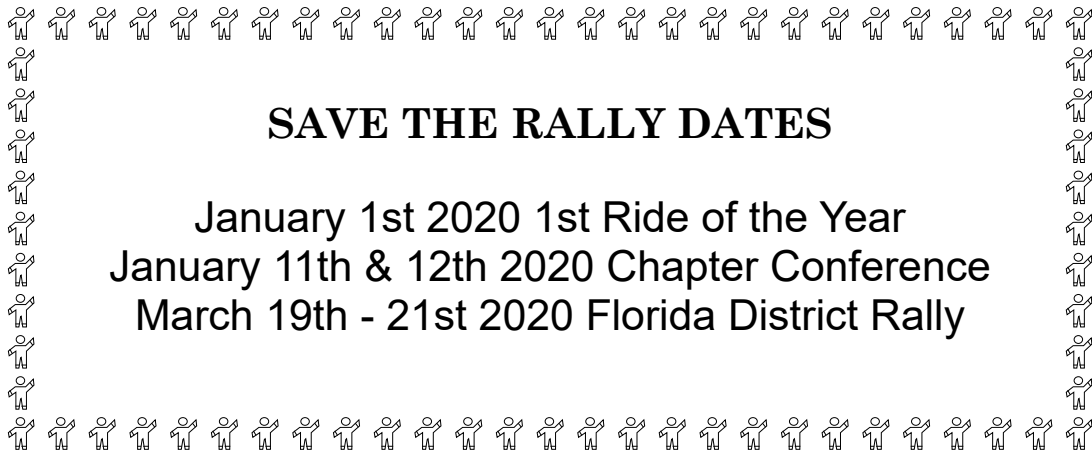 SAVE THE RALLY DATES
January 1st 2020 1st Ride of the Year
January 11th & 12th 2020 Chapter Conference
March 19th - 21st 2020 Florida District Rally